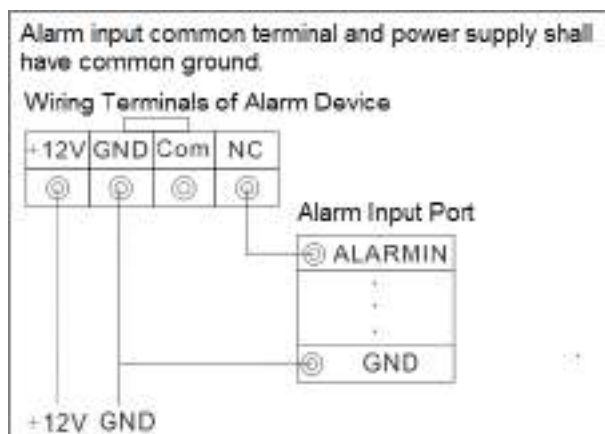 Alarm input common terminal and power supply shall
have common ground.
Wiring Terminals of Alarm Device
+12V GND Com NC
Alarm Input Port
ALARMIN
GND
+12V GND